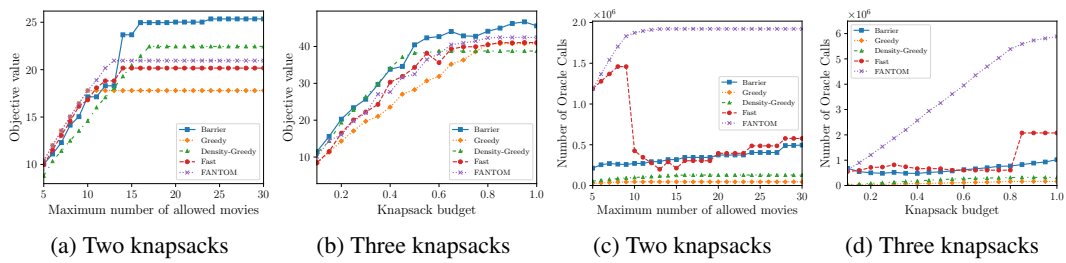 25
20
15
10
Objective value
5 10 15 20 25 30
Maximum number of allowed movies
Barrier
Greedy
Density-Greedy
Fast
FANTOM
(a) Two knapsacks
50
40
30
20
10
Objective value
0.2 0.4 0.6 0.8 1.0
Knapsack budget
Barrier
Greedy
Density-Greedy
Fast
FANTOM
(b) Three knapsacks
×10⁶
2.0
1.5
1.0
0.5
0.0
Number of Oracle Calls
5 10 15 20 25 30
Maximum number of allowed movies
Barrier
Greedy
Density-Greedy
Fast
FANTOM
(c) Two knapsacks
×10⁶
6
5
4
3
2
1
0
Number of Oracle Calls
0.2 0.4 0.6 0.8 1.0
Knapsack budget
Barrier
Greedy
Density-Greedy
Fast
FANTOM
(d) Three knapsacks